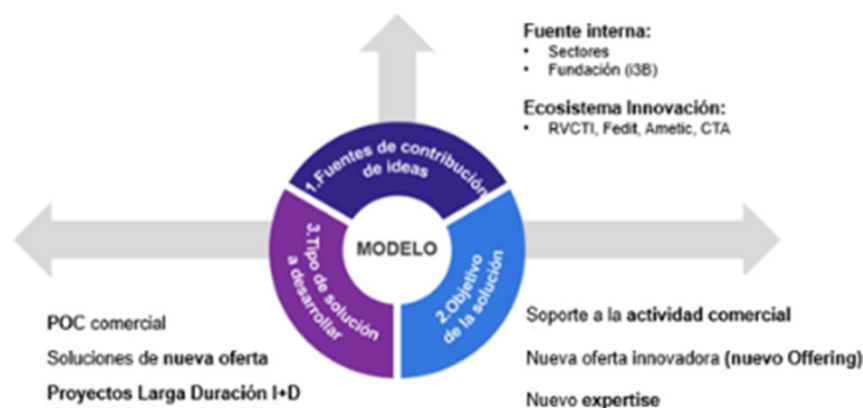 Fuente interna:
• Sectores
• Fundación (i3B)
Ecosistema Innovación:
• RVCTI, Fedit, Ametic, CTA
1.Fuentes de contribución
de ideas
MODELO
3.Tipo de solución
a desarrollar
2.Objetivo
de la solución
POC comercial
Soluciones de nueva oferta
Proyectos Larga Duración I+D
Soporte a la actividad comercial
Nueva oferta innovadora (nuevo Offering)
Nuevo expertise